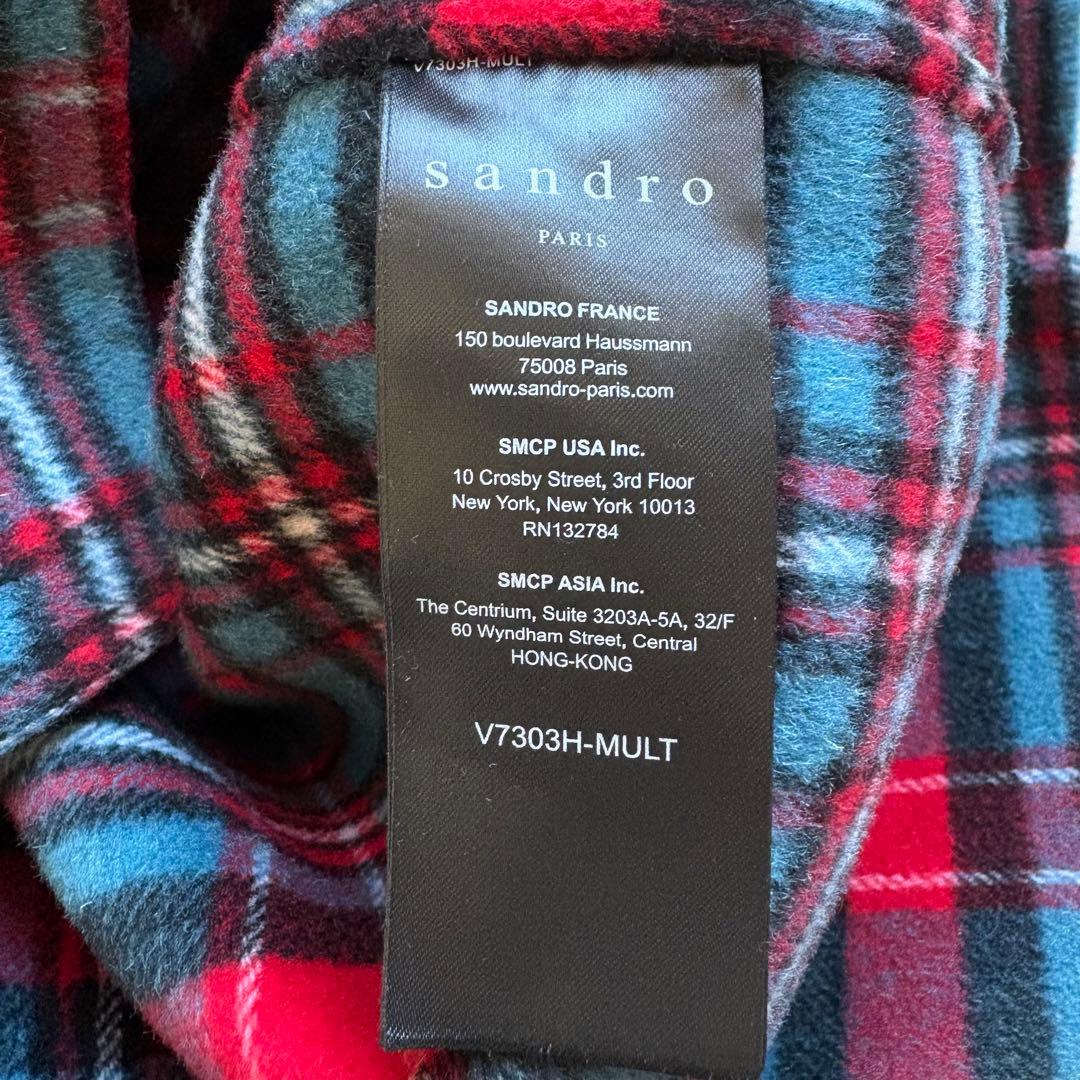 V7303H-MULT
sandro
PARIS
SANDRO FRANCE
150 boulevard Haussmann
75008 Paris
www.sandro-paris.com
SMCP USA Inc.
10 Crosby Street, 3rd Floor
New York, New York 10013
RN132784
SMCP ASIA Inc.
The Centrium, Suite 3203A-5A, 32/F
60 Wyndham Street, Central
HONG-KONG
V7303H-MULT